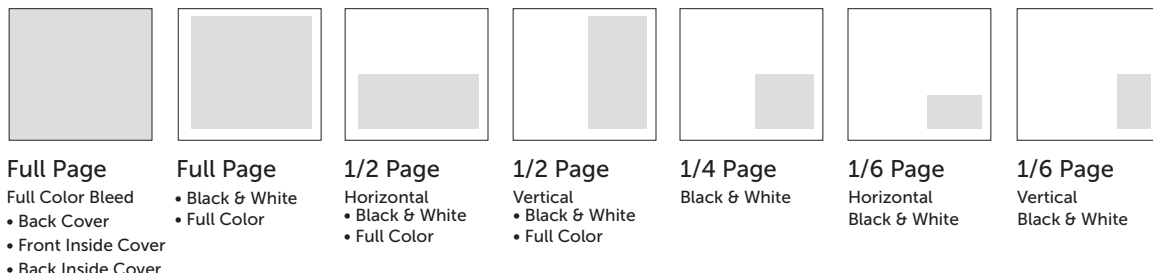 Full Page
Full Color Bleed
• Back Cover
• Front Inside Cover
• Back Inside Cover
Full Page
• Black & White
• Full Color
1/2 Page
Horizontal
• Black & White
• Full Color
1/2 Page
Vertical
• Black & White
• Full Color
1/4 Page
Black & White
1/6 Page
Horizontal
Black & White
1/6 Page
Vertical
Black & White